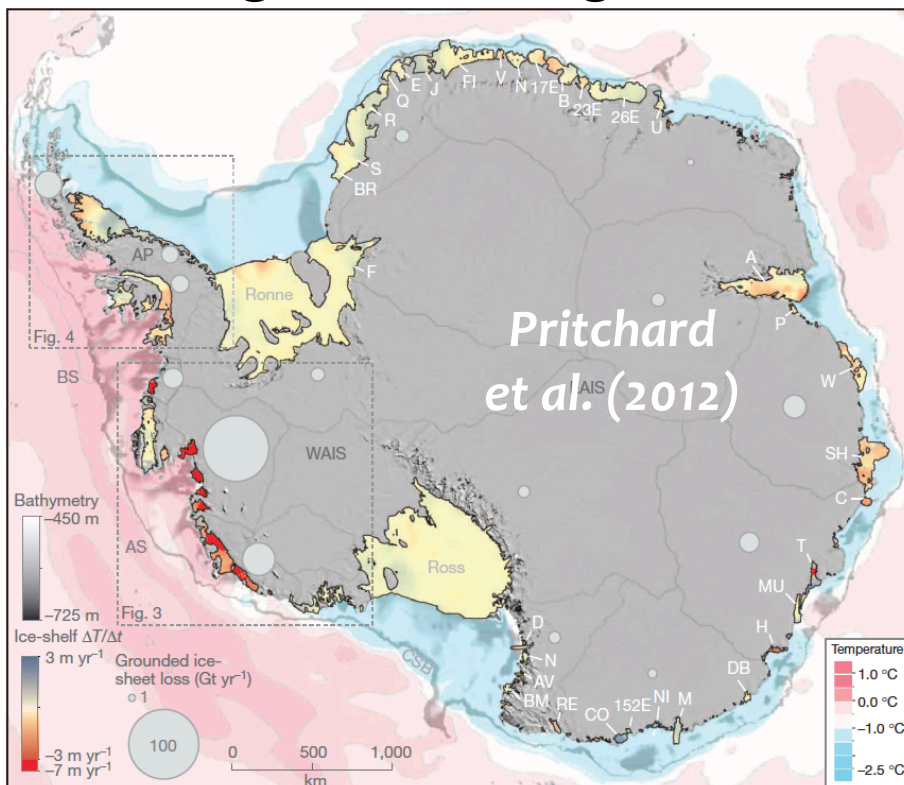 V
N
17E
B
23E
26E
U
FI
J
E
Q
R
S
BR
AP
F
Ronne
Fig. 4
BS
A
P
Pritchard
et al. (2012)
W
WAIS
SH
C
Bathymetry
–450 m
–725 m
AS
Ross
T
MU
H
DB
Fig. 3
Ice-shelf ΔT/Δt
3 m yr⁻¹
–3 m yr⁻¹
–7 m yr⁻¹
Grounded ice-
sheet loss (Gt yr⁻¹)
1
100
0 500 1,000
km
CSB
D
N
AV
BM
RE
CO
152E
NI
M
Temperature
1.0 °C
0.0 °C
–1.0 °C
–2.5 °C